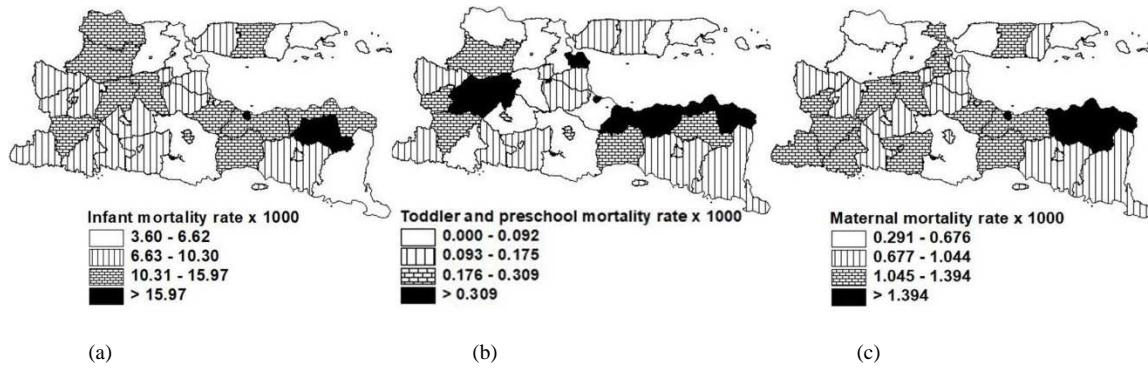 Infant mortality rate x 1000
3.60 - 6.62
6.63 - 10.30
10.31 - 15.97
> 15.97
Toddler and preschool mortality rate x 1000
0.000 - 0.092
0.093 - 0.175
0.176 - 0.309
> 0.309
Maternal mortality rate x 1000
0.291 - 0.676
0.677 - 1.044
1.045 - 1.394
> 1.394
(a)
(b)
(c)